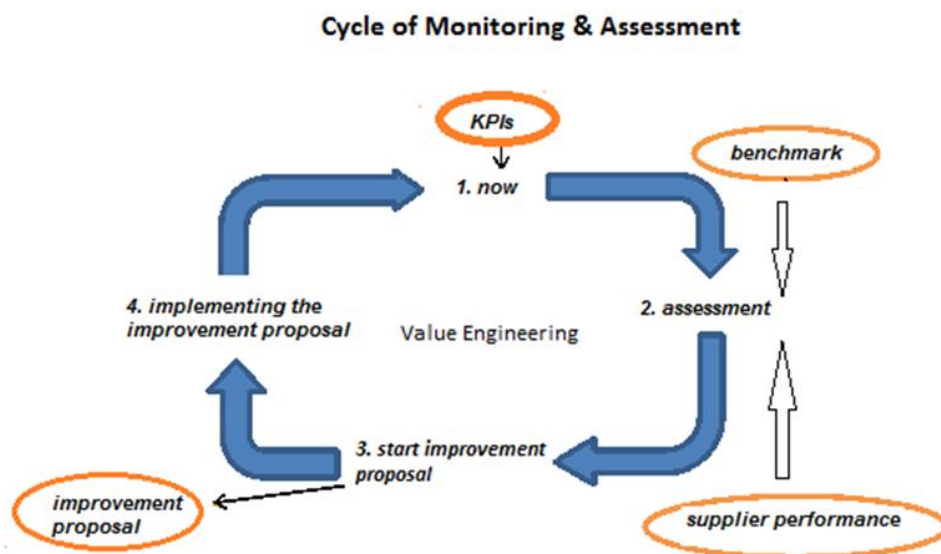 Cycle of Monitoring & Assessment
KPIs
benchmark
1. now
2. assessment
4. implementing the
improvement proposal
Value Engineering
3. start improvement
proposal
improvement
proposal
supplier performance